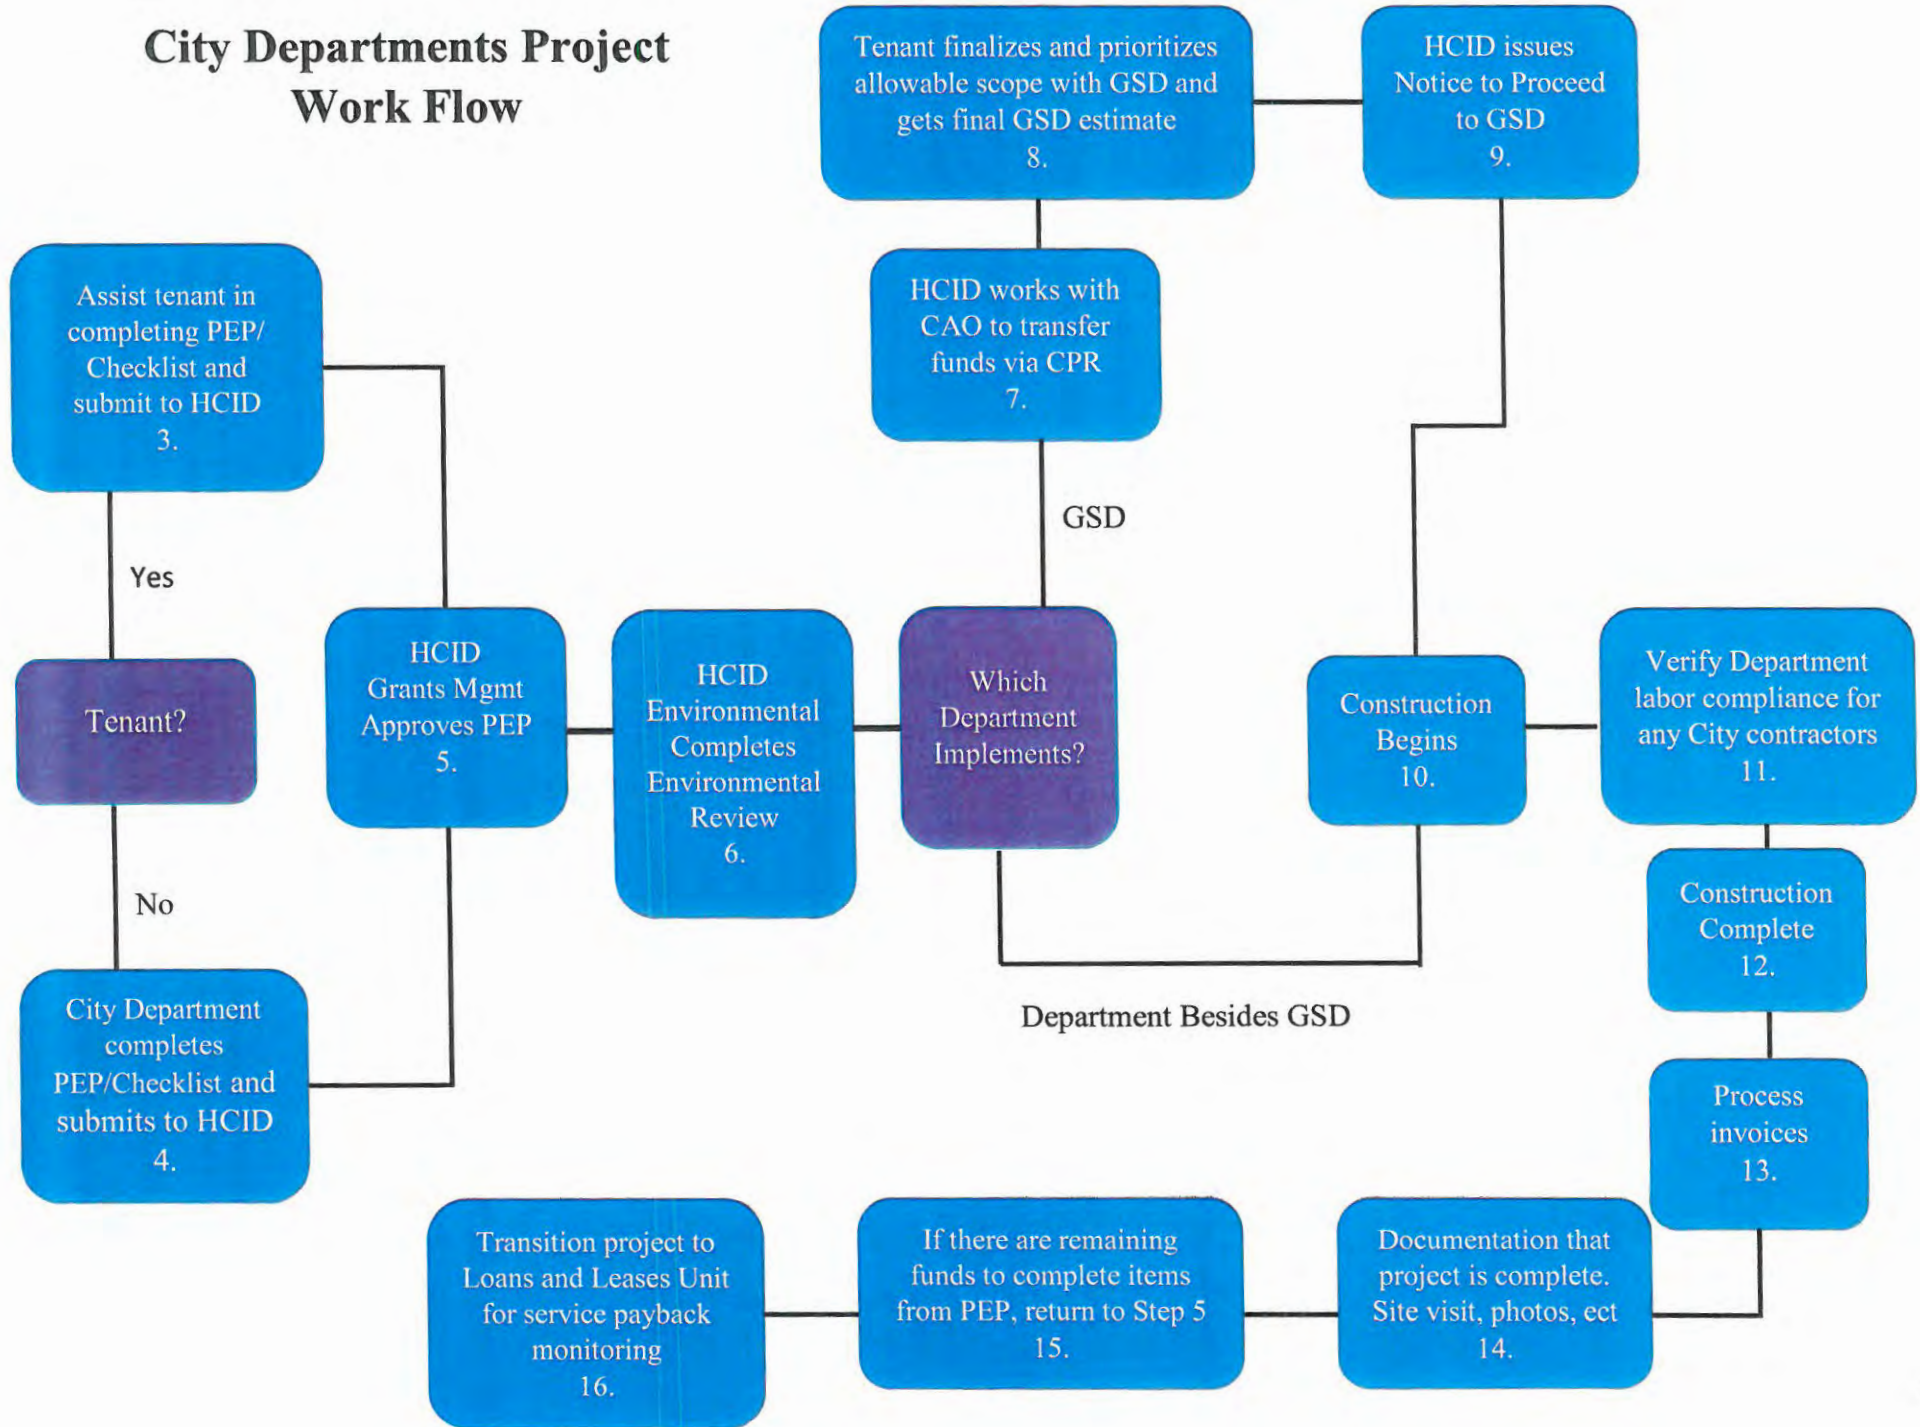 City Departments Project
Work Flow
Tenant finalizes and prioritizes
allowable scope with GSD and
gets final GSD estimate
8.
HCID issues
Notice to Proceed
to GSD
9.
Assist tenant in
completing PEP/
Checklist and
submit to HCID
3.
HCID works with
CAO to transfer
funds via CPR
7.
GSD
Yes
Tenant?
No
HCID
Grants Mgmt
Approves PEP
5.
HCID
Environmental
Completes
Environmental
Review
6.
Which
Department
Implements?
Construction
Begins
10.
Verify Department
labor compliance for
any City contractors
11.
Construction
Complete
12.
Department Besides GSD
City Department
completes
PEP/Checklist and
submits to HCID
4.
Process
invoices
13.
Transition project to
Loans and Leases Unit
for service payback
monitoring
16.
If there are remaining
funds to complete items
from PEP, return to Step 5
15.
Documentation that
project is complete.
Site visit, photos, ect
14.